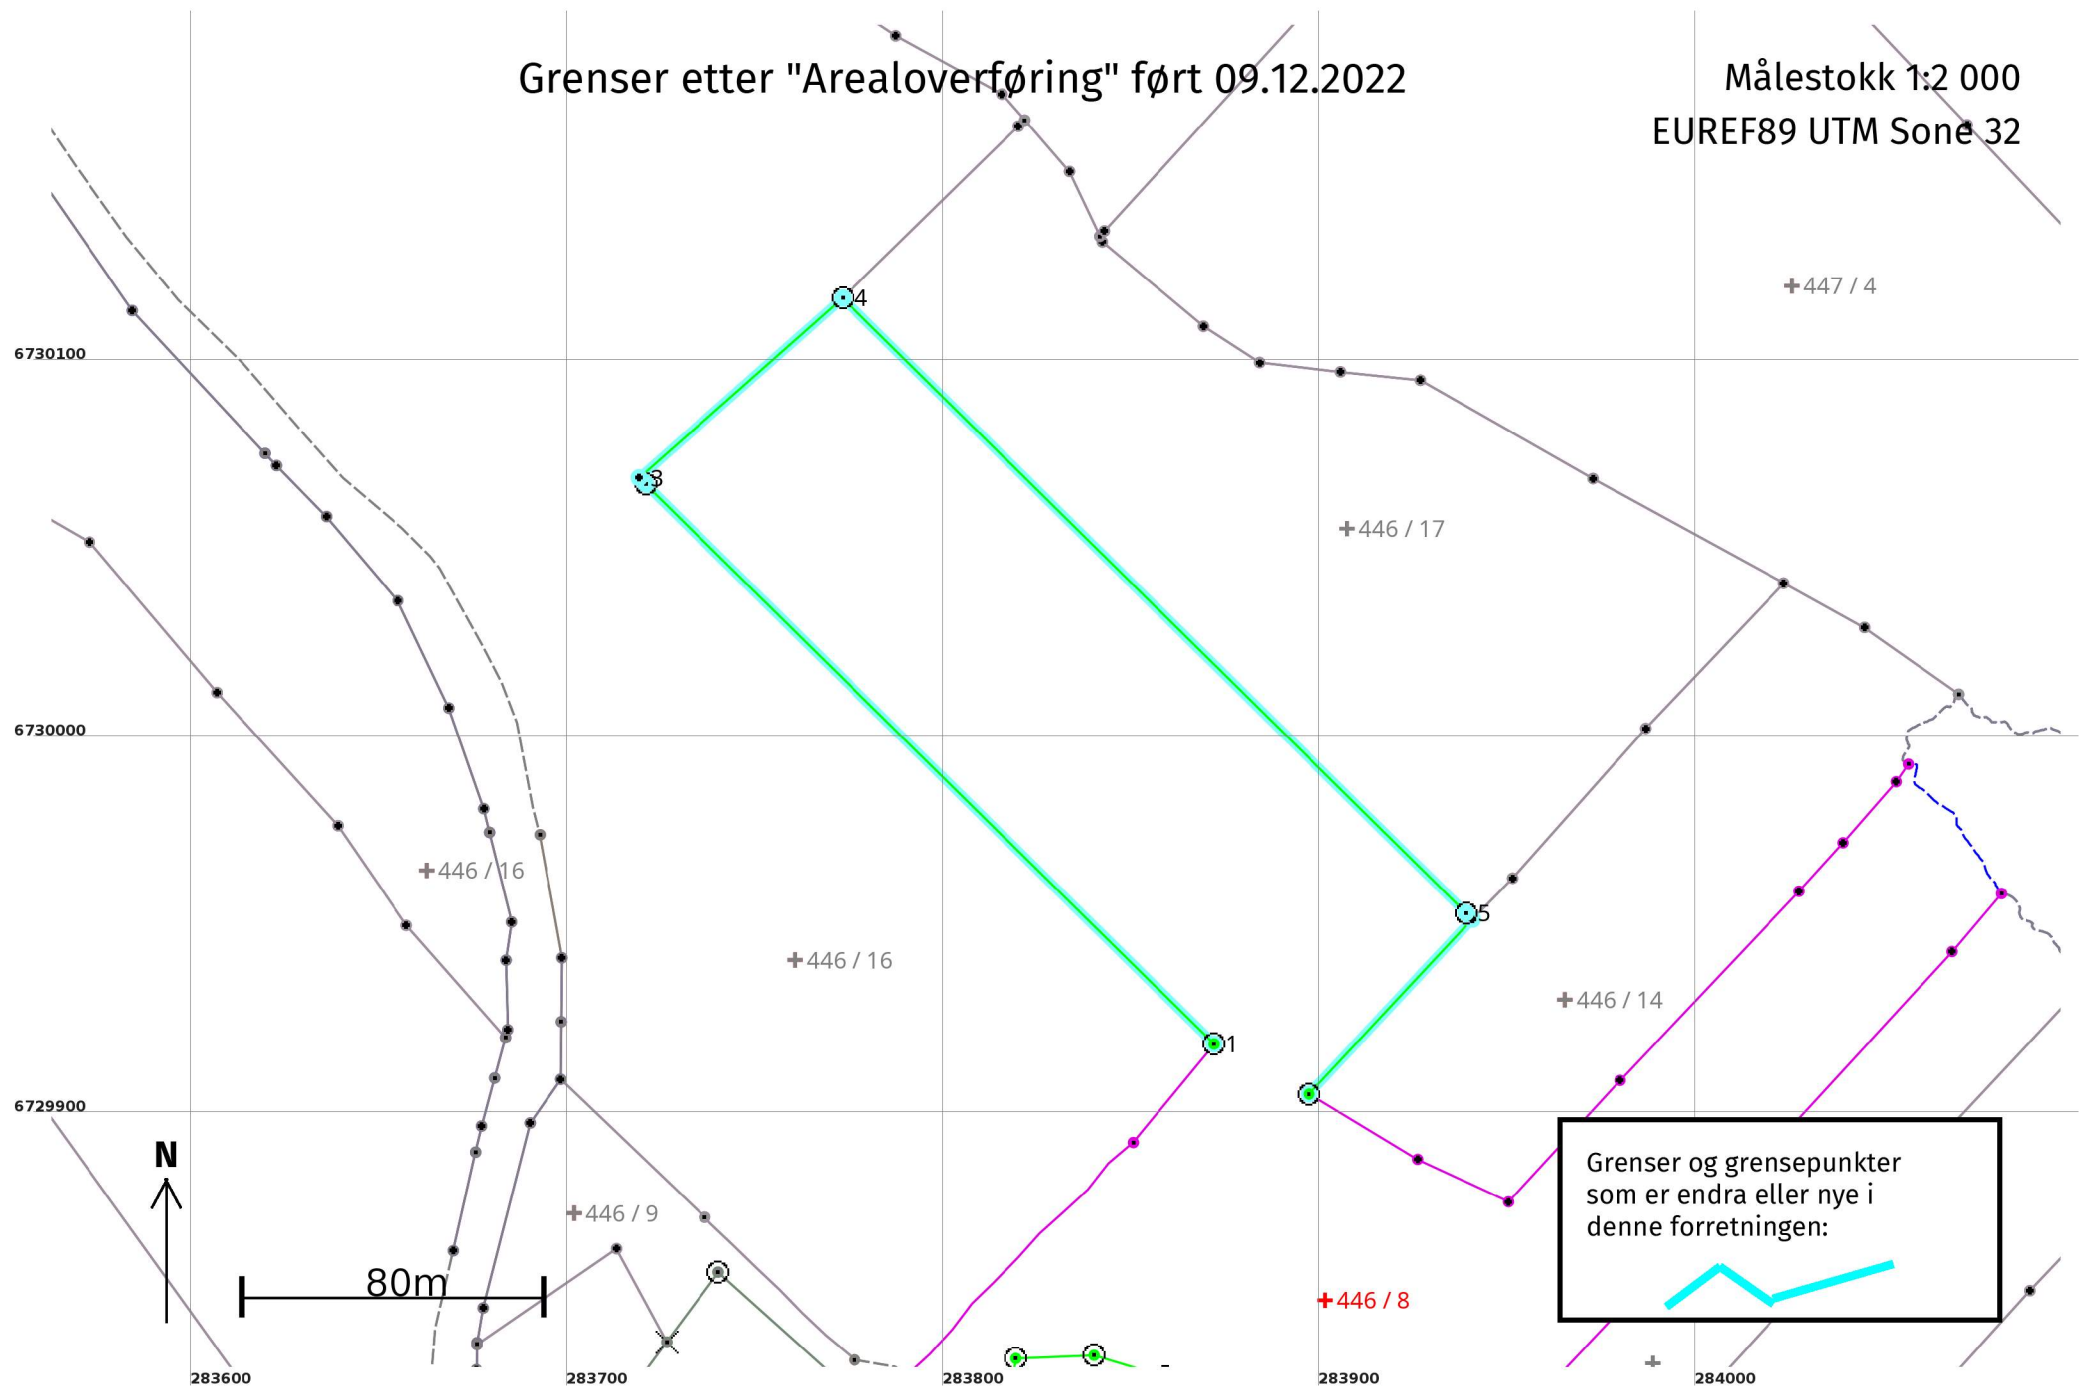 Grenser etter "Arealoverføring" ført 09.12.2022
Målestokk 1:2 000
EUREF89 UTM Sone 32
447 / 4
4
6730100
3
446 / 17
6730000
446 / 16
5
446 / 16
446 / 14
1
6729900
N
Grenser og grensepunkter
som er endra eller nye i
denne forretningen:
446 / 9
80m
446 / 8
283600
283700
283800
283900
284000